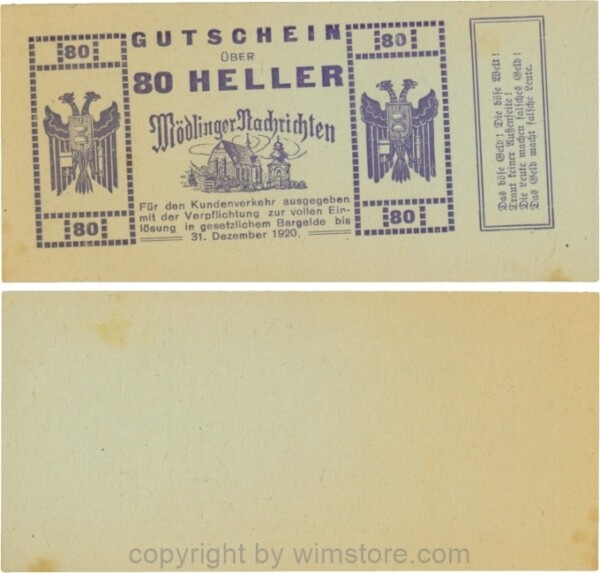 80
80
GUTSCHEIN
ÜBER
80 HELLER
Mödlinger Nachrichten
Für den Kundenverkehr ausgegeben
mit der Verpflichtung zur vollen Ein-
lösung in gesetzlichem Bargelde bis
31. Dezember 1920.
80
80
Das böse Geld! Die böse Welt!
Traut keiner Außenseite!
Die Leute machen falsches Geld!
Das Geld macht falsche Leute.
copyright by wimstore.com